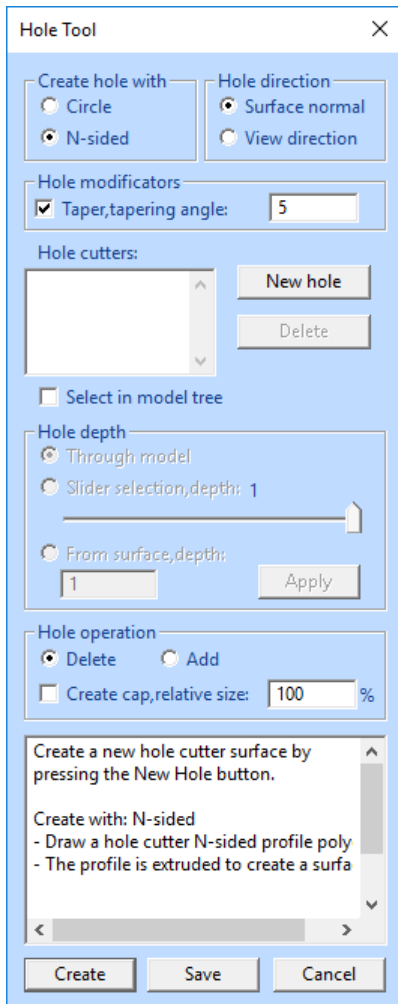 Hole Tool
Create hole with
Hole direction
Circle
Surface normal
N-sided
View direction
Hole modificators
Taper,tapering angle: 5
Hole cutters:
New hole
Delete
Select in model tree
Hole depth
Through model
Slider selection,depth: 1
From surface,depth:
1
Apply
Hole operation
Delete Add
Create cap,relative size: 100 %
Create a new hole cutter surface by
pressing the New Hole button.
Create with: N-sided
- Draw a hole cutter N-sided profile poly
- The profile is extruded to create a surfa
Create Save Cancel